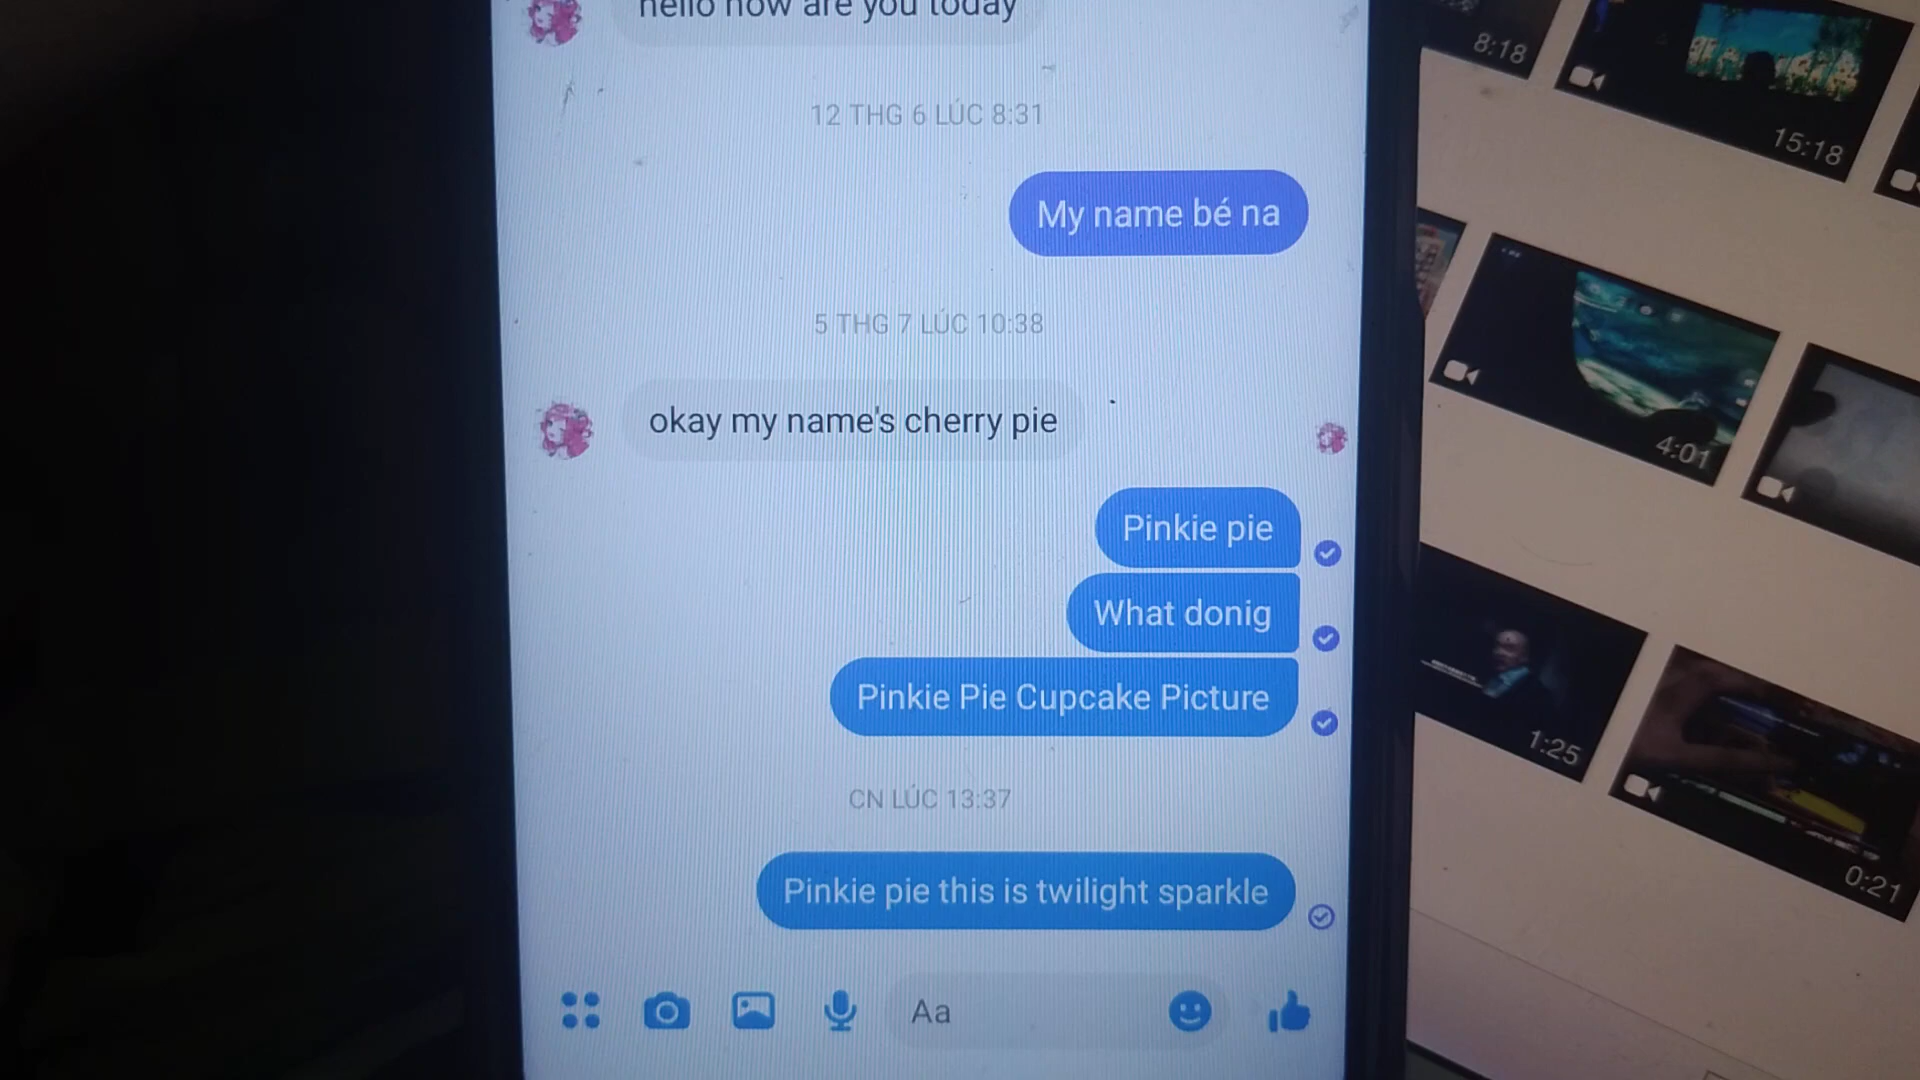 hello how are you today
12 THG 6 LÚC 8:31
My name bé na
5 THG 7 LÚC 10:38
okay my name's cherry pie
Pinkie pie
What donig
Pinkie Pie Cupcake Picture
CN LÚC 13:37
Pinkie pie this is twilight sparkle
Aa
8:18
15:18
4:01
1:25
0:21